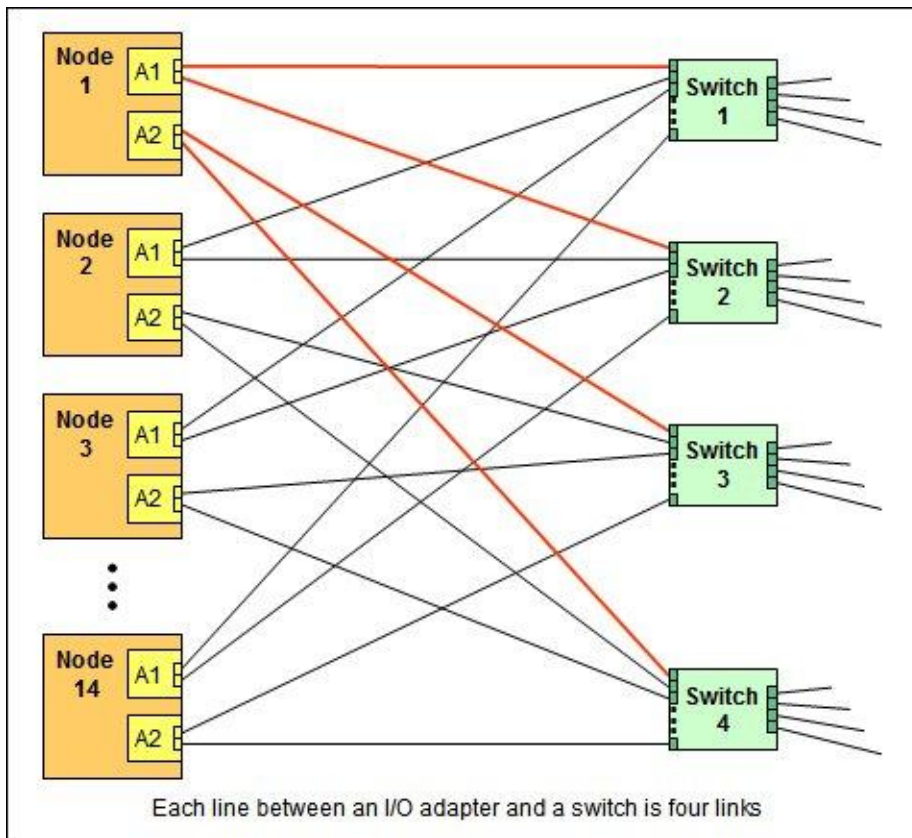 Node
1
A1
A2
Switch
1
Node
2
A1
A2
Switch
2
Node
3
A1
A2
Switch
3
Node
14
A1
A2
Switch
4
Each line between an I/O adapter and a switch is four links